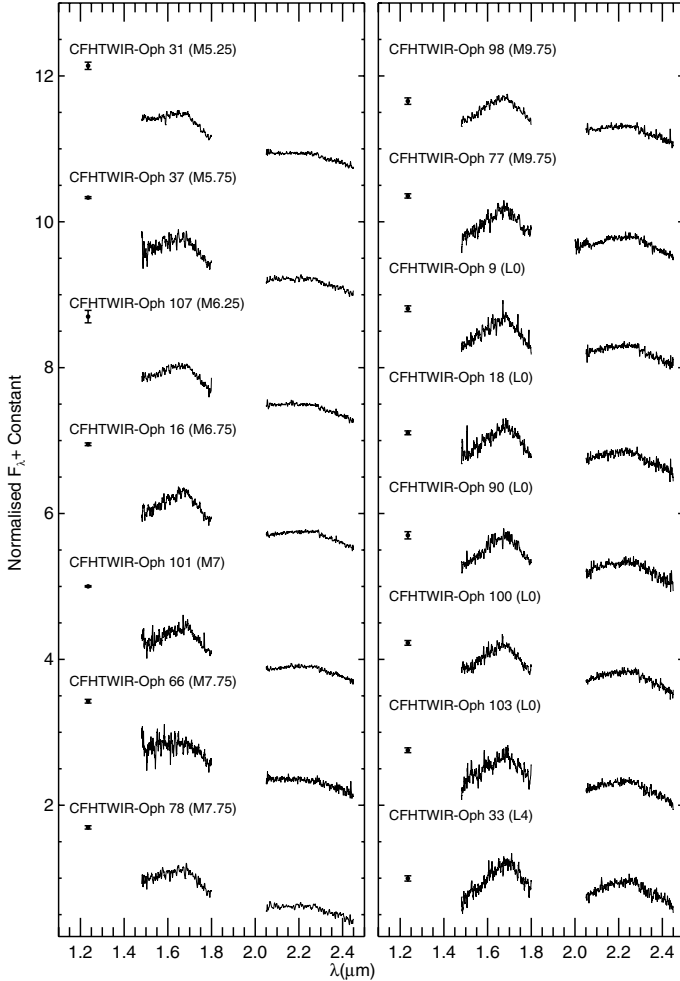 CFHTWIR-Oph 31 (M5.25)
CFHTWIR-Oph 37 (M5.75)
CFHTWIR-Oph 107 (M6.25)
CFHTWIR-Oph 16 (M6.75)
CFHTWIR-Oph 101 (M7)
CFHTWIR-Oph 66 (M7.75)
CFHTWIR-Oph 78 (M7.75)
CFHTWIR-Oph 98 (M9.75)
CFHTWIR-Oph 77 (M9.75)
CFHTWIR-Oph 9 (L0)
CFHTWIR-Oph 18 (L0)
CFHTWIR-Oph 90 (L0)
CFHTWIR-Oph 100 (L0)
CFHTWIR-Oph 103 (L0)
CFHTWIR-Oph 33 (L4)
12
10
8
6
4
2
Normalised Fλ+ Constant
1.2 1.4 1.6 1.8 2.0 2.2 2.4
1.2 1.4 1.6 1.8 2.0 2.2 2.4
λ(μm)